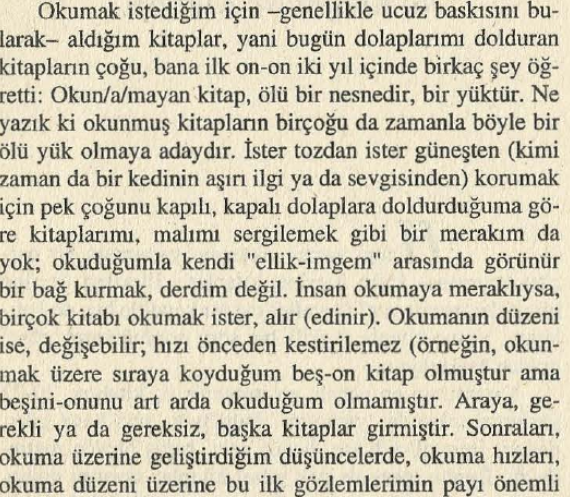 Okumak istediğim için –genellikle ucuz baskısını bu-
larak– aldığım kitaplar, yani bugün dolaplarımı dolduran
kitapların çoğu, bana ilk on-on iki yıl içinde birkaç şey öğ-
retti: Okun/a/mayan kitap, ölü bir nesnedir, bir yüktür. Ne
yazık ki okunmuş kitapların birçoğu da zamanla böyle bir
ölü yük olmaya adaydır. İster tozdan ister güneşten (kimi
zaman da bir kedinin aşırı ilgi ya da sevgisinden) korumak
için pek çoğunu kapılı, kapalı dolaplara doldurduğuma gö-
re kitaplarımı, malımı sergilemek gibi bir merakım da
yok; okuduğumla kendi "ellik-imgem" arasında görünür
bir bağ kurmak, derdim değil. İnsan okumaya meraklıysa,
birçok kitabı okumak ister, alır (edinir). Okumanın düzeni
ise, değişebilir; hızı önceden kestirilemez (örneğin, okun-
mak üzere sıraya koyduğum beş-on kitap olmuştur ama
beşini-onunu art arda okuduğum olmamıştır. Araya, ge-
rekli ya da gereksiz, başka kitaplar girmiştir. Sonraları,
okuma üzerine geliştirdiğim düşüncelerde, okuma hızları,
okuma düzeni üzerine bu ilk gözlemlerimin payı önemli